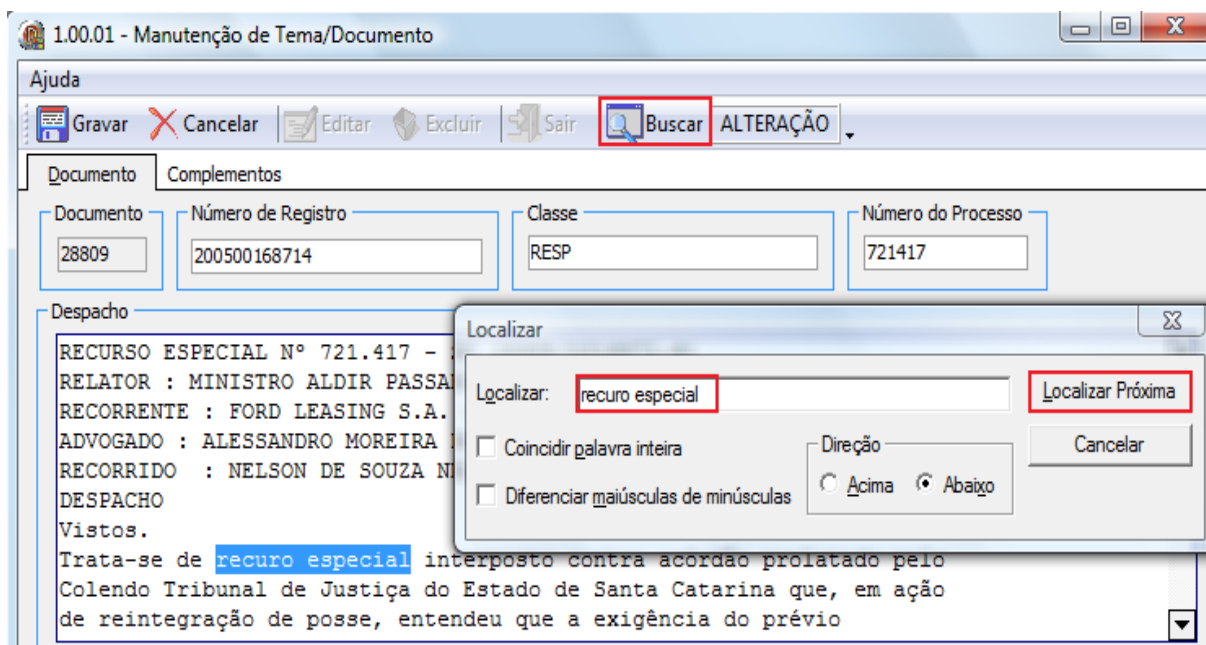 1.00.01 - Manutenção de Tema/Documento
Ajuda
Gravar Cancelar Editar Excluir Sair Buscar ALTERAÇÃO
Documento Complementos
Documento Número de Registro Classe Número do Processo
28809 200500168714 RESP 721417
Despacho
RECURSO ESPECIAL Nº 721.417 -
RELATOR : MINISTRO ALDIR
RECORRENTE : FORD LEASING S.A.
ADVOGADO : ALESSANDRO MOREIRA
RECORRIDO : NELSON DE SOUZA
DESPACHO
Vistos.
Trata-se de recuro especial interposto contra acórdão prolatado pelo
Colendo Tribunal de Justiça do Estado de Santa Catarina que, em ação
de reintegração de posse, entendeu que a exigência do prévio
Localizar
Localizar: recuro especial Localizar Próxima
Coincidir palavra inteira Direção Cancelar
Diferenciar maiúsculas de minúsculas Acima Abaixo